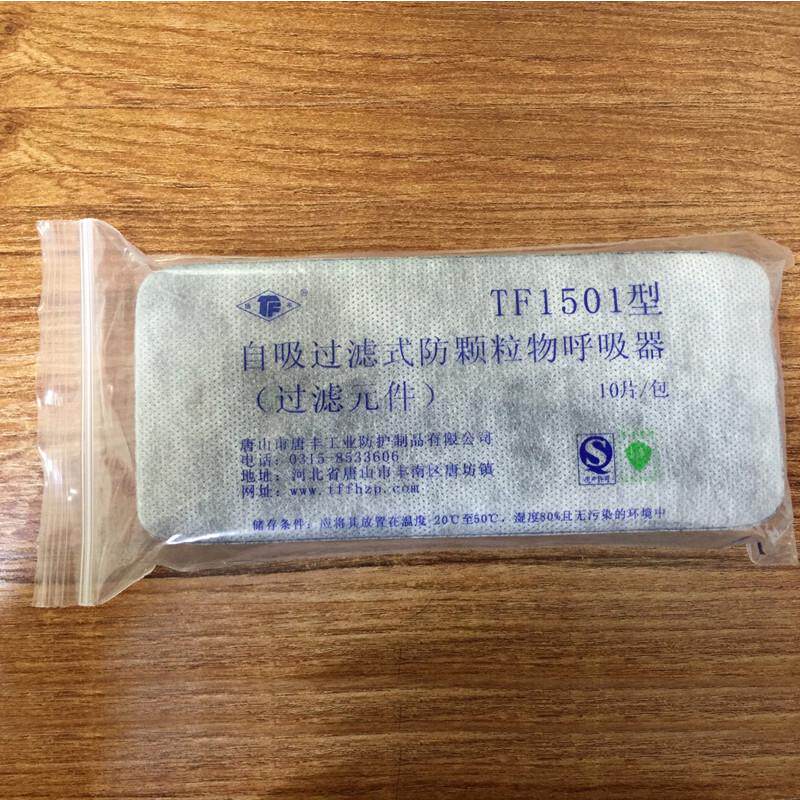 TF ®
TF1501型
自吸过滤式防颗粒物呼吸器
（过滤元件） 10片/包
唐山市唐丰工业防护制品有限公司
电话：0315-8533606
地址：河北省唐山市丰南区唐坊镇
网址：www.tffhzp.com
储存条件：应将其放置在温度 20℃至50℃，湿度80%且无污染的环境中